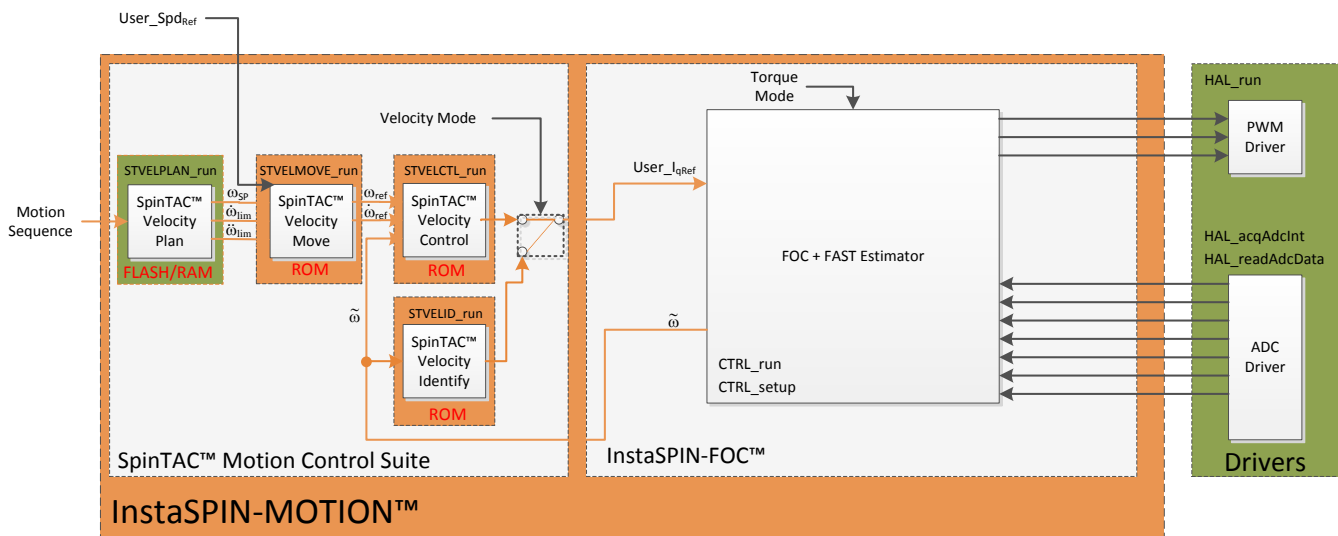 User_SpdRef
Torque
Mode
HAL_run
Velocity Mode
PWM
Driver
STVELPLAN_run
STVELMOVE_run
STVELCTL_run
User_IqRef
Motion
Sequence
SpinTAC™
Velocity
Plan
ωSP
ω̇lim
ω̈lim
SpinTAC™
Velocity
Move
ωref
ω̇ref
SpinTAC™
Velocity
Control
FLASH/RAM
ROM
ROM
HAL_acqAdcInt
HAL_readAdcData
FOC + FAST Estimator
ω̃
STVELID_run
ω̃
SpinTAC™
Velocity
Identify
ADC
Driver
CTRL_run
CTRL_setup
ROM
SpinTAC™ Motion Control Suite
InstaSPIN-FOC™
Drivers
InstaSPIN-MOTION™